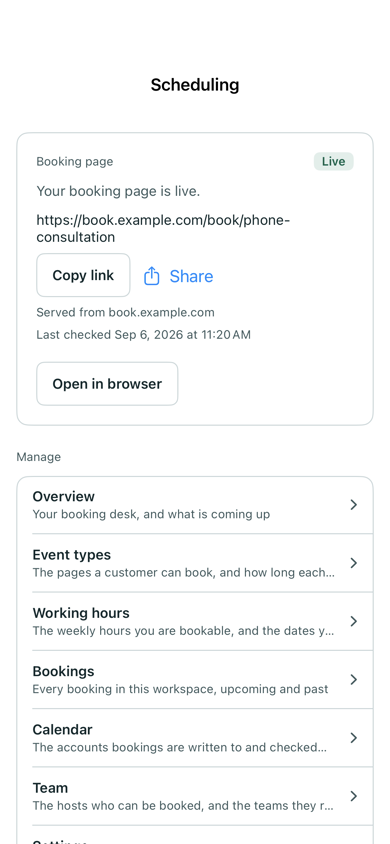 Scheduling
Booking page
Live
Your booking page is live.
https://book.example.com/book/phone-
consultation
Copy link
Share
Served from book.example.com
Last checked Sep 6, 2026 at 11:20 AM
Open in browser
Manage
Overview
Your booking desk, and what is coming up
Event types
The pages a customer can book, and how long each...
Working hours
The weekly hours you are bookable, and the dates y...
Bookings
Every booking in this workspace, upcoming and past
Calendar
The accounts bookings are written to and checked...
Team
The hosts who can be booked, and the teams they r...